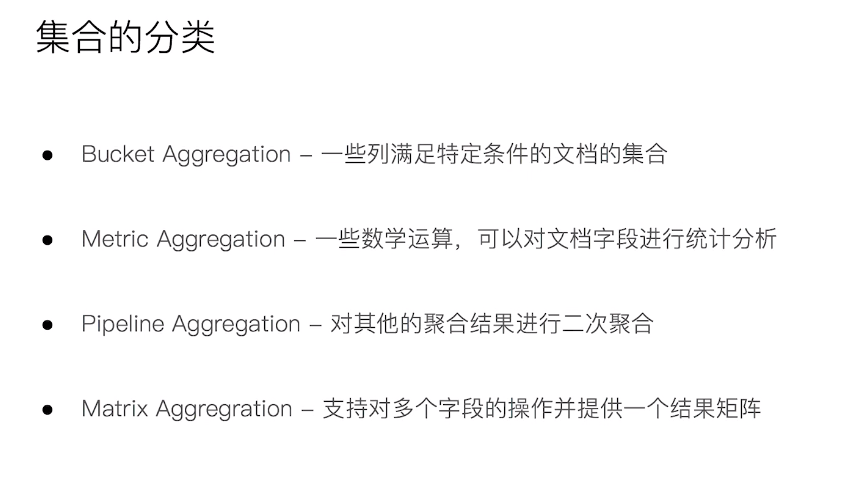 集合的分类
● Bucket Aggregation – 一些列满足特定条件的文档的集合
● Metric Aggregation – 一些数学运算，可以对文档字段进行统计分析
● Pipeline Aggregation – 对其他的聚合结果进行二次聚合
● Matrix Aggregration – 支持对多个字段的操作并提供一个结果矩阵